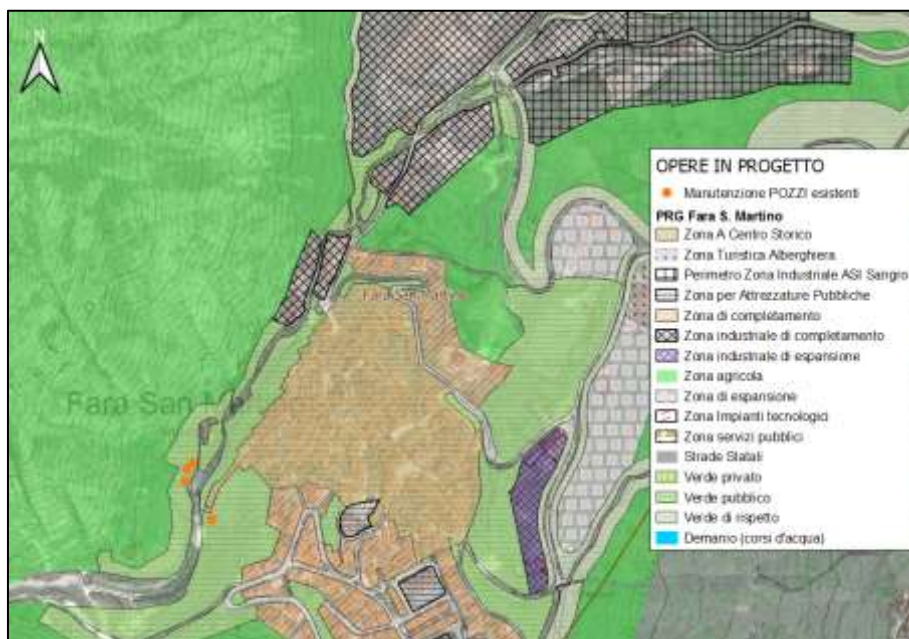 N
OPERE IN PROGETTO
Manutenzione POZZI esistenti
PRG Fara S. Martino
Zona A Centro Storico
Zona Turistica Alberghiera
Perimetro Zona Industriale ASI Sangro
Zona per Attrezzature Pubbliche
Zona di completamento
Zona industriale di completamento
Zona industriale di espansione
Zona agricola
Zona di espansione
Zona Impianti tecnologici
Zona servizi pubblici
Strade Statali
Verde privato
Verde pubblico
Verde di rispetto
Demanio (corsi d'acqua)
Fara San Martino
Fara San